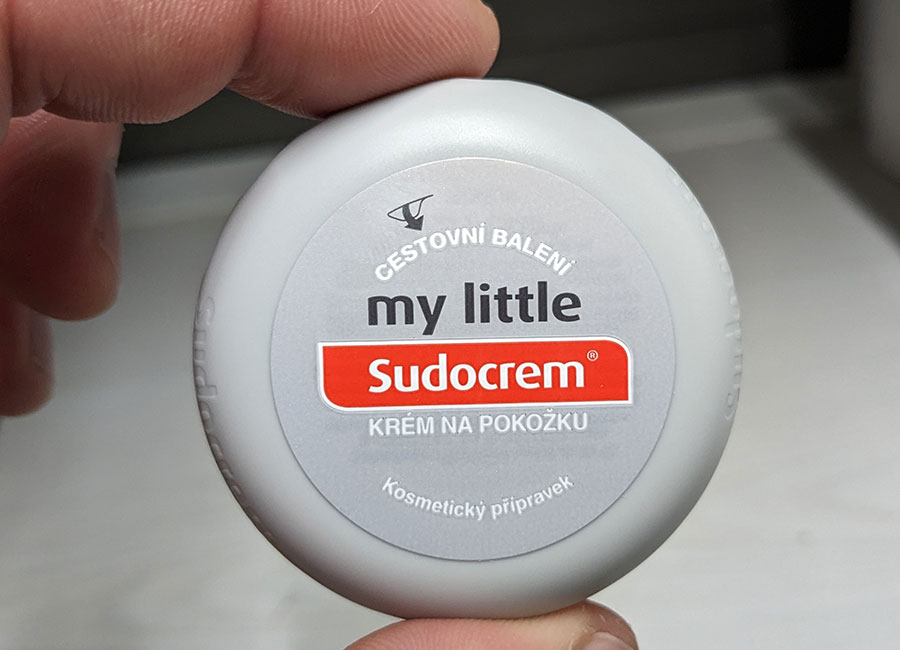 CESTOVNÍ BALENÍ
my little
Sudocrem®
KRÉM NA POKOŽKU
Kosmetický přípravek